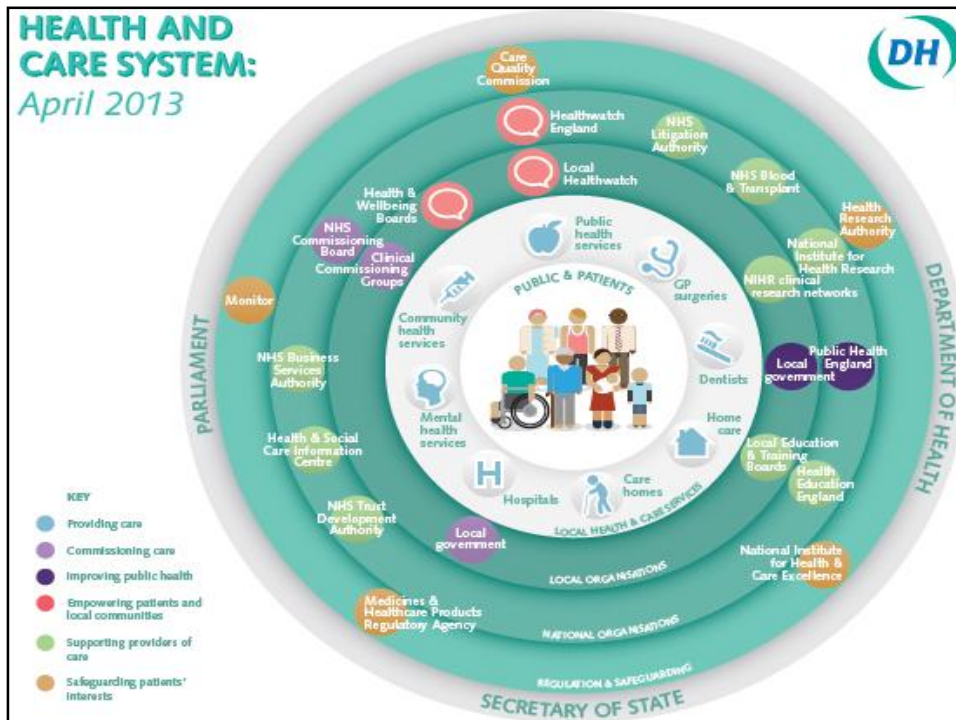 HEALTH AND
CARE SYSTEM:
April 2013
DH
Care
Quality
Commission
Healthwatch
England
NHS
Litigation
Authority
Local
Healthwatch
NHS Blood
& Transplant
Health &
Wellbeing
Boards
Health
Research
Authority
NHS
Commissioning
Board
Clinical
Commissioning
Groups
National
Institute for
Health Research
NIHR clinical
research networks
Public
health
services
GP
surgeries
PUBLIC & PATIENTS
Community
health
services
Dentists
Mental
health
services
Home
care
Hospitals
Care
homes
LOCAL HEALTH & CARE SERVICES
Monitor
PARLIAMENT
DEPARTMENT OF HEALTH
NHS Business
Services
Authority
Local
government
Public Health
England
Health & Social
Care Information
Centre
Local Education
& Training
Boards
Health
Education
England
NHS Trust
Development
Authority
Local
government
LOCAL ORGANISATIONS
National Institute
for Health &
Care Excellence
Medicines &
Healthcare Products
Regulatory Agency
NATIONAL ORGANISATIONS
REGULATION & SAFEGUARDING
SECRETARY OF STATE
KEY
Providing care
Commissioning care
Improving public health
Empowering patients and
local communities
Supporting providers of
care
Safeguarding patients'
interests
H